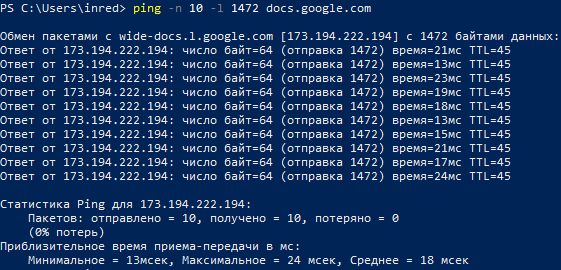 PS C:\Users\inred> ping -n 10 -l 1472 docs.google.com
Обмен пакетами с wide-docs.l.google.com [173.194.222.194] с 1472 байтами данных:
Ответ от 173.194.222.194: число байт=64 (отправка 1472) время=21мс TTL=45
Ответ от 173.194.222.194: число байт=64 (отправка 1472) время=13мс TTL=45
Ответ от 173.194.222.194: число байт=64 (отправка 1472) время=23мс TTL=45
Ответ от 173.194.222.194: число байт=64 (отправка 1472) время=19мс TTL=45
Ответ от 173.194.222.194: число байт=64 (отправка 1472) время=18мс TTL=45
Ответ от 173.194.222.194: число байт=64 (отправка 1472) время=13мс TTL=45
Ответ от 173.194.222.194: число байт=64 (отправка 1472) время=15мс TTL=45
Ответ от 173.194.222.194: число байт=64 (отправка 1472) время=21мс TTL=45
Ответ от 173.194.222.194: число байт=64 (отправка 1472) время=17мс TTL=45
Ответ от 173.194.222.194: число байт=64 (отправка 1472) время=24мс TTL=45
Статистика Ping для 173.194.222.194:
Пакетов: отправлено = 10, получено = 10, потеряно = 0
(0% потерь)
Приблизительное время приема-передачи в мс:
Минимальное = 13мсек, Максимальное = 24 мсек, Среднее = 18 мсек